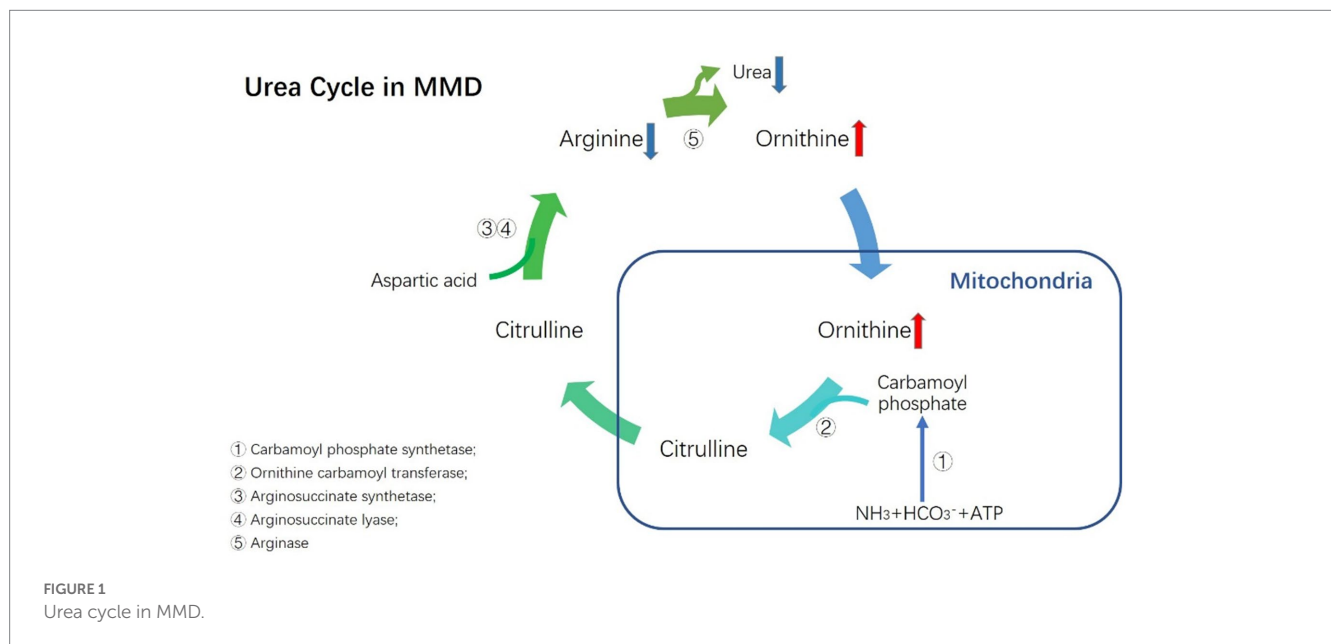 Urea Cycle in MMD
Urea
Arginine
⑤
Ornithine
③④
Aspartic acid
Mitochondria
Citrulline
Ornithine
Carbamoyl
phosphate
②
Citrulline
①
NH₃+HCO₃⁻+ATP
① Carbamoyl phosphate synthetase;
② Ornithine carbamoyl transferase;
③ Arginosuccinate synthetase;
④ Arginosuccinate lyase;
⑤ Arginase
FIGURE 1
Urea cycle in MMD.